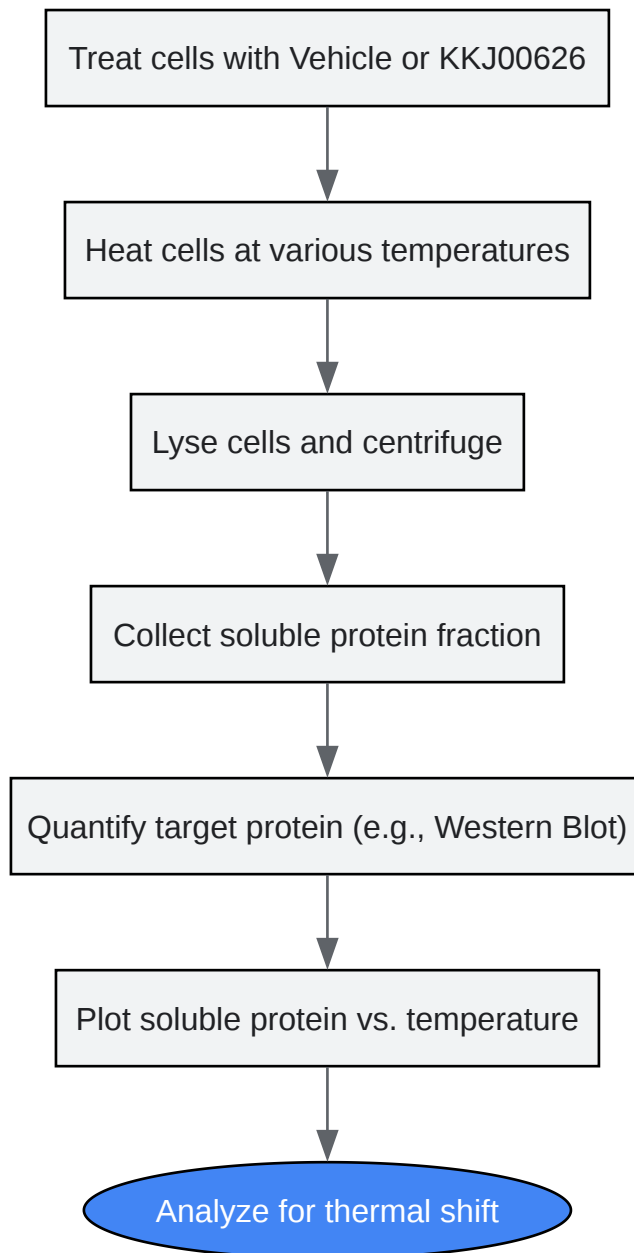 Treat cells with Vehicle or KKJ00626
Heat cells at various temperatures
Lyse cells and centrifuge
Collect soluble protein fraction
Quantify target protein (e.g., Western Blot)
Plot soluble protein vs. temperature
Analyze for thermal shift